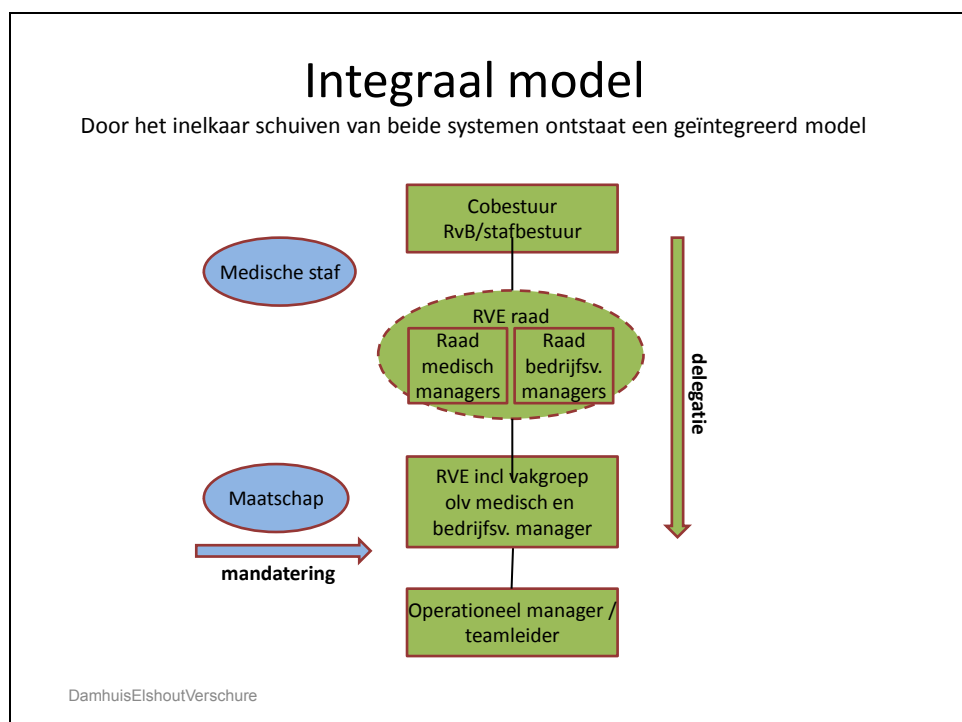 Integraal model
Door het inelkaar schuiven van beide systemen ontstaat een geïntegreerd model
Cobestuur
RvB/stafbestuur
Medische staf
RVE raad
Raad
medisch
managers
Raad
bedrijfsv.
managers
delegatie
Maatschap
RVE incl vakgroep
olv medisch en
bedrijfsv. manager
mandatering
Operationeel manager /
teamleider
DamhuisElshoutVerschure